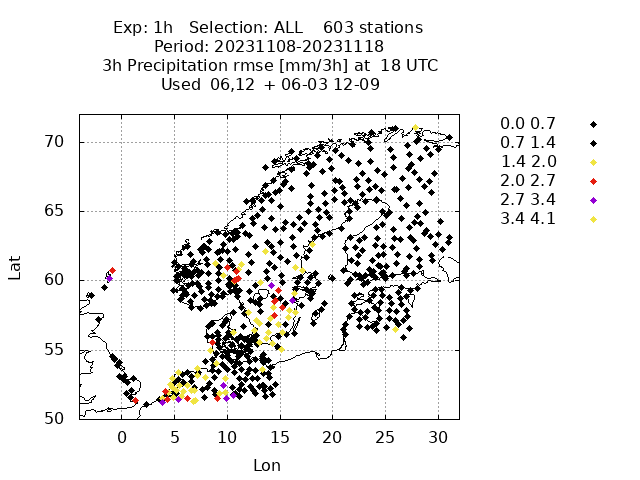 Exp: 1h   Selection: ALL    603 stations
Period: 20231108-20231118
3h Precipitation rmse [mm/3h] at  18 UTC
Used  06,12  + 06-03 12-09
70
65
60
55
50
0 5 10 15 20 25 30
Lat
Lon
0.0 0.7
0.7 1.4
1.4 2.0
2.0 2.7
2.7 3.4
3.4 4.1